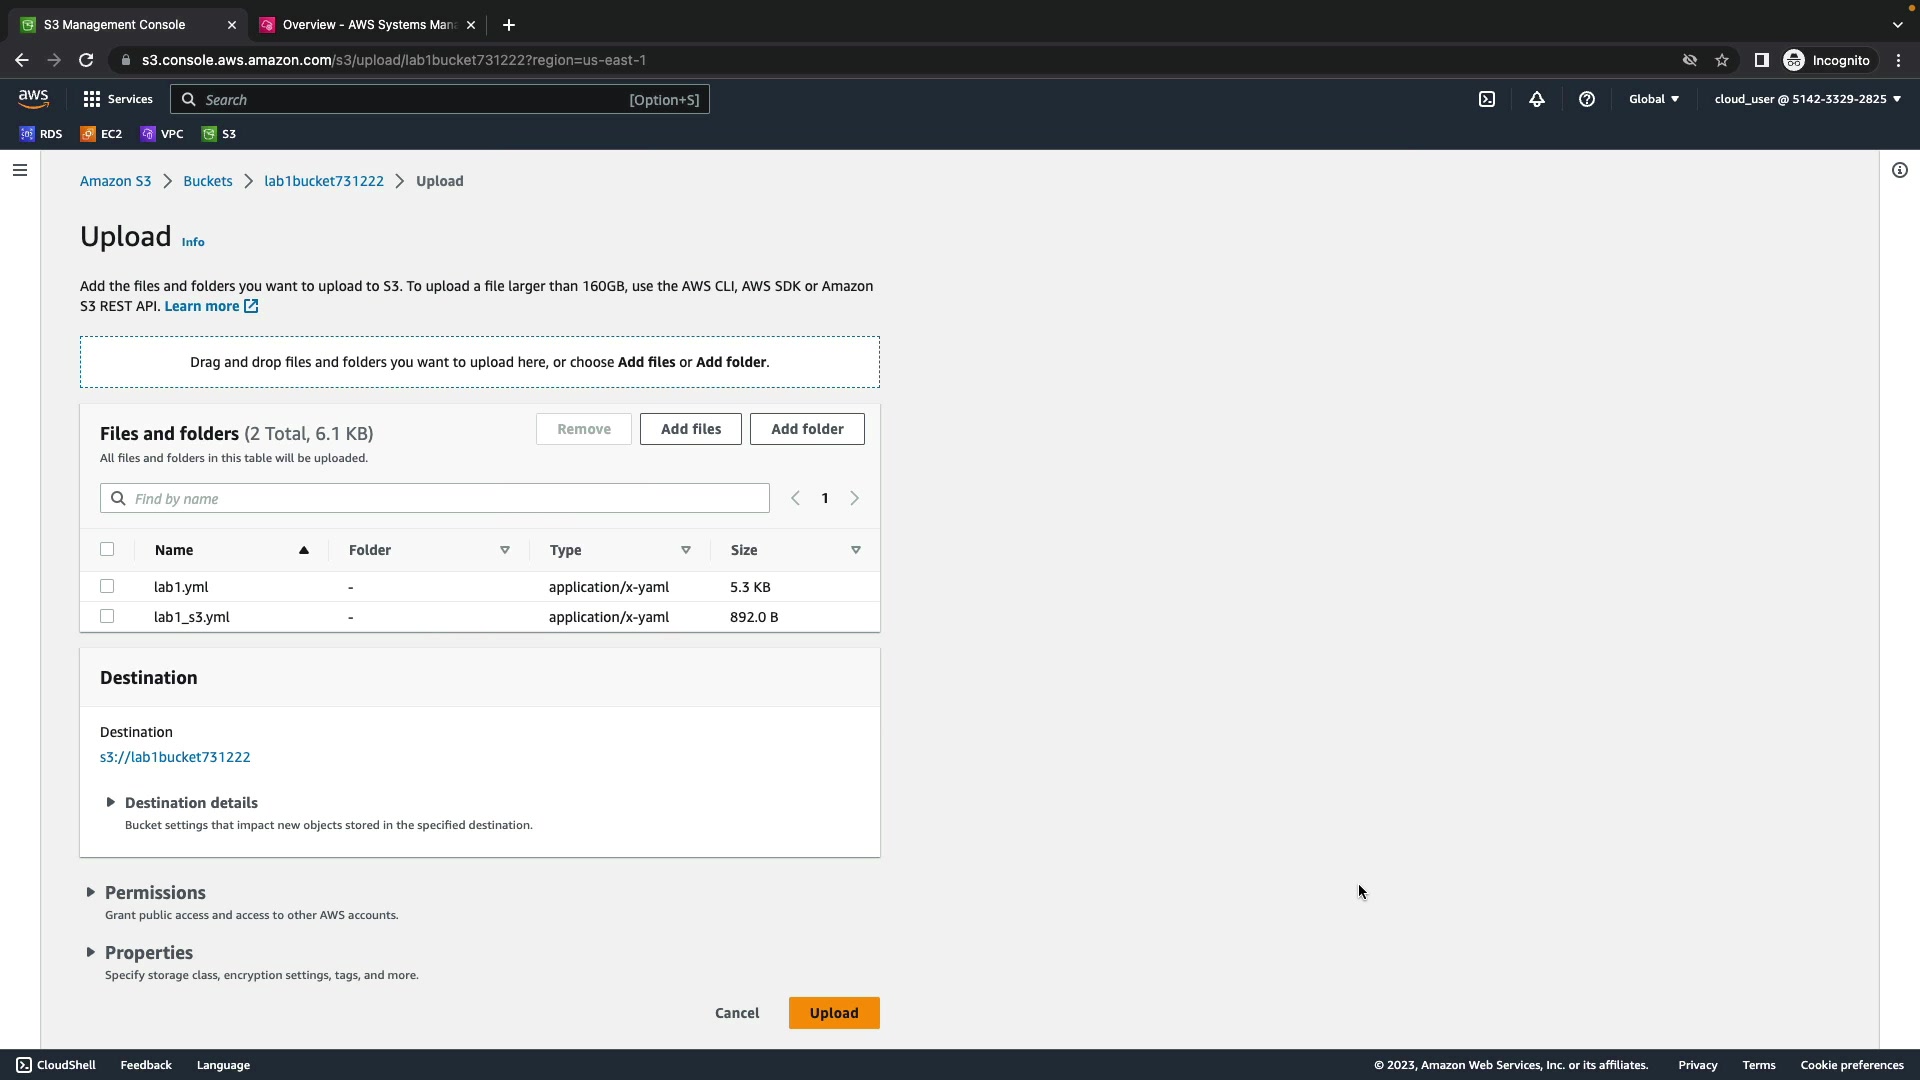 S3 Management Console
Overview - AWS Systems Man
s3.console.aws.amazon.com/s3/upload/lab1bucket731222?region=us-east-1
Incognito
aws
Services
Search
[Option+S]
Global
cloud_user @ 5142-3329-2825
RDS
EC2
VPC
S3
Amazon S3 > Buckets > lab1bucket731222 > Upload
Upload Info
Add the files and folders you want to upload to S3. To upload a file larger than 160GB, use the AWS CLI, AWS SDK or Amazon
S3 REST API. Learn more
Drag and drop files and folders you want to upload here, or choose Add files or Add folder.
Files and folders (2 Total, 6.1 KB)
Remove
Add files
Add folder
All files and folders in this table will be uploaded.
Find by name
1
Name Folder Type Size
lab1.yml - application/x-yaml 5.3 KB
lab1_s3.yml - application/x-yaml 892.0 B
Destination
Destination
s3://lab1bucket731222
Destination details
Bucket settings that impact new objects stored in the specified destination.
Permissions
Grant public access and access to other AWS accounts.
Properties
Specify storage class, encryption settings, tags, and more.
Cancel
Upload
CloudShell
Feedback
Language
© 2023, Amazon Web Services, Inc. or its affiliates.
Privacy
Terms
Cookie preferences